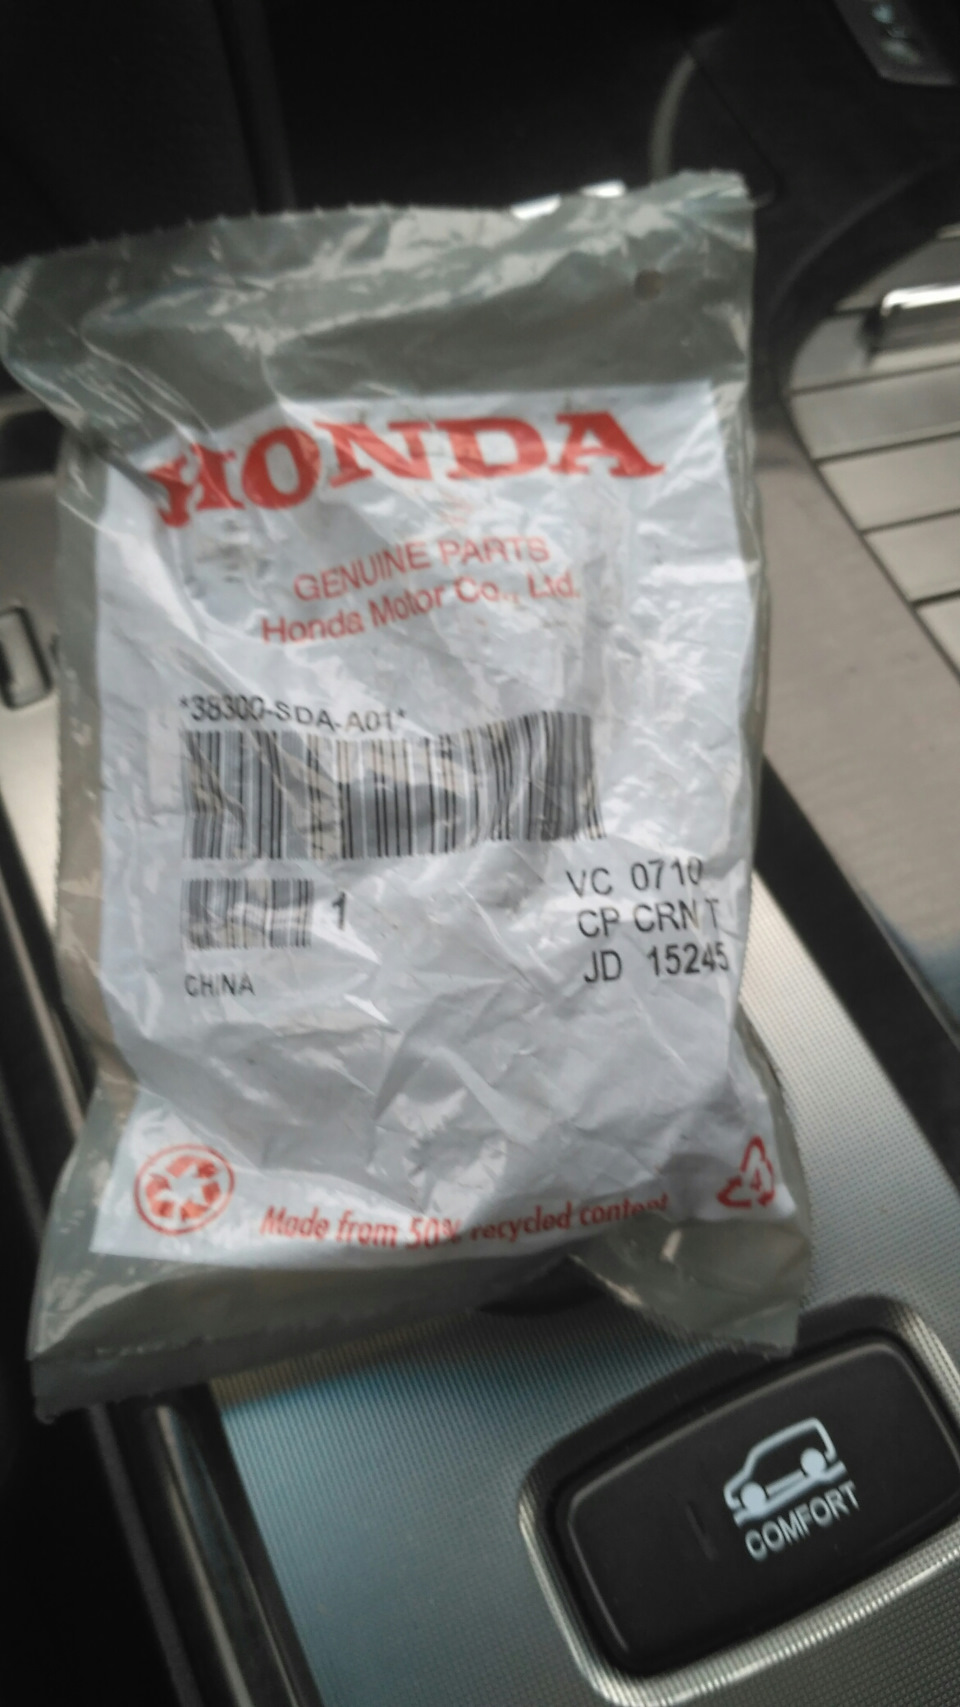 HONDA
GENUINE PARTS
Honda Motor Co., Ltd.
*38300-SDA-A01*
1
VC 0710
CP CRNT
JD 15245
CHINA
4
Made from 50% recycled content
COMFORT